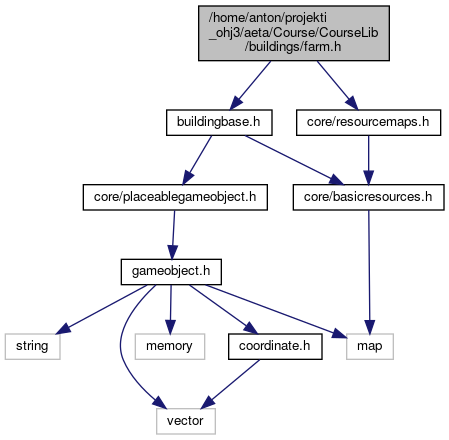 /home/anton/projekti
_ohj3/aeta/Course/CourseLib
/buildings/farm.h
buildingbase.h
core/resourcemaps.h
core/placeablegameobject.h
core/basicresources.h
gameobject.h
string
memory
coordinate.h
map
vector